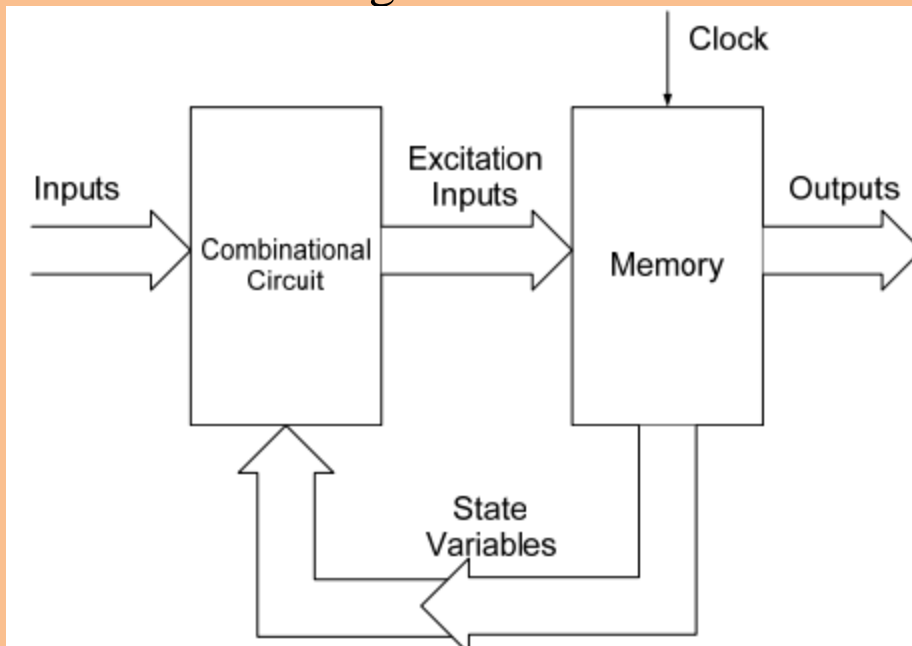 Clock
Inputs
Excitation
Inputs
Outputs
Combinational
Circuit
Memory
State
Variables